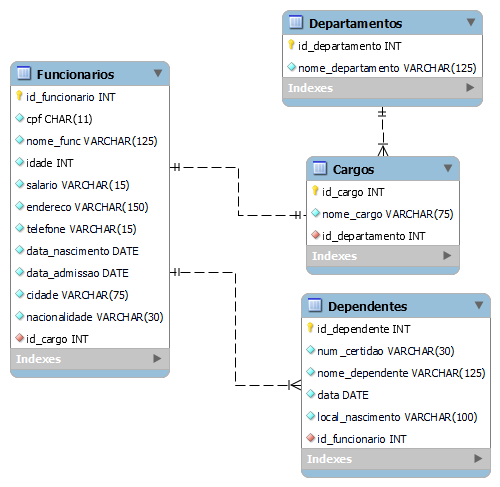 Funcionarios
id_funcionario INT
cpf CHAR(11)
nome_func VARCHAR(125)
idade INT
salario VARCHAR(15)
endereco VARCHAR(150)
telefone VARCHAR(15)
data_nascimento DATE
data_admissao DATE
cidade VARCHAR(75)
nacionalidade VARCHAR(30)
id_cargo INT
Indexes
Departamentos
id_departamento INT
nome_departamento VARCHAR(125)
Indexes
Cargos
id_cargo INT
nome_cargo VARCHAR(75)
id_departamento INT
Indexes
Dependentes
id_dependente INT
num_certidao VARCHAR(30)
nome_dependente VARCHAR(125)
data DATE
local_nascimento VARCHAR(100)
id_funcionario INT
Indexes